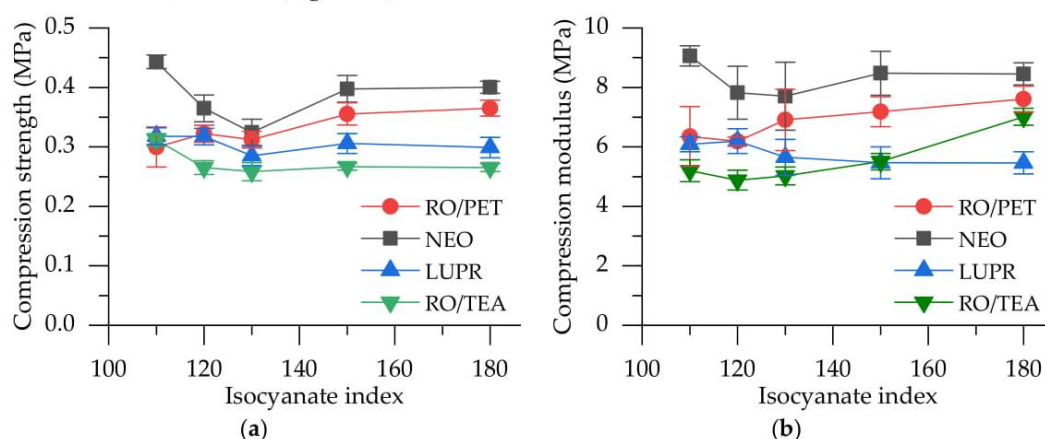 Compression strength (MPa)
0.5
0.4
0.3
0.2
0.1
0.0
RO/PET
NEO
LUPR
RO/TEA
100 120 140 160 180
Isocyanate index
(a)
Compression modulus (MPa)
10
8
6
4
2
0
RO/PET
NEO
LUPR
RO/TEA
100 120 140 160 180
Isocyanate index
(b)